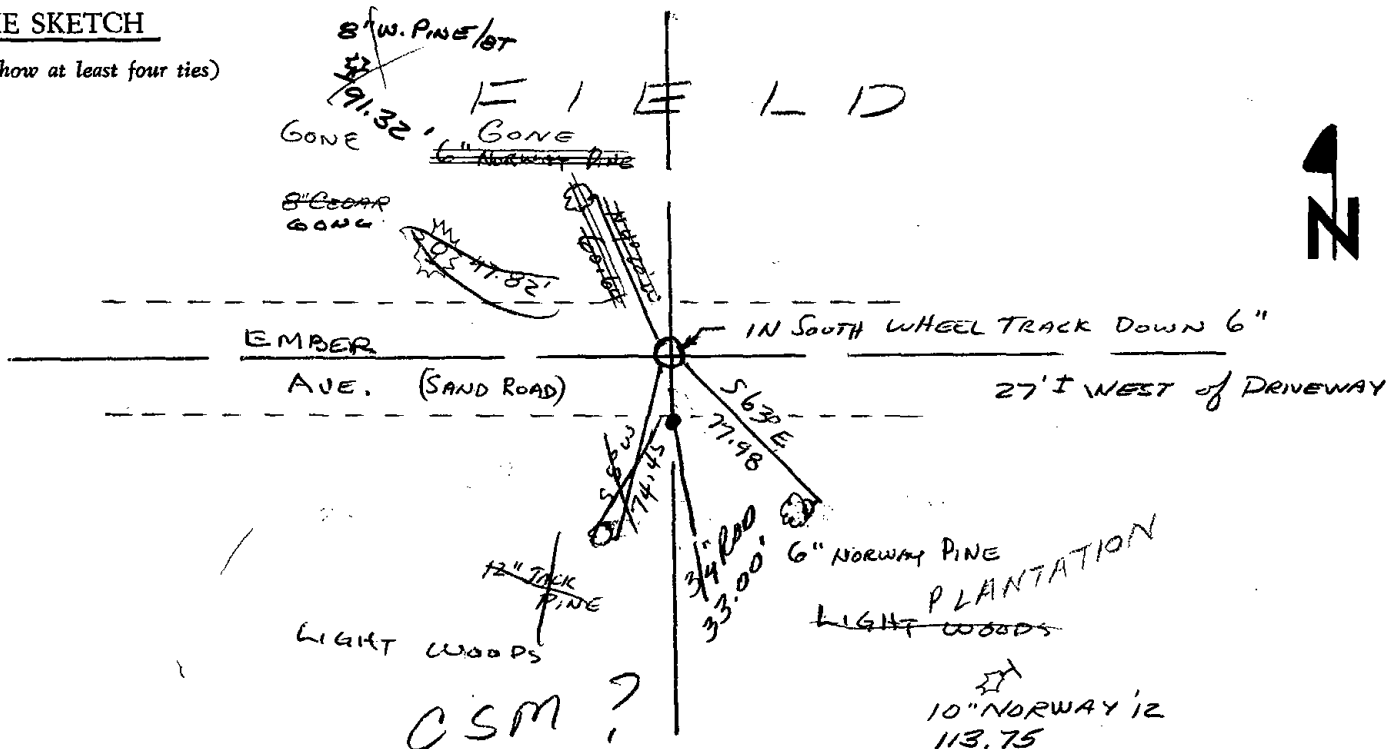 E SKETCH
how at least four ties)
8" W. PINE/BT
91.32'
F I E L D
GONE
GONE
6" NORWAY PINE
8" CEDAR
GONE
47.82'
60.60
N
IN SOUTH WHEEL TRACK DOWN 6"
EMBER
AVE. (SAND ROAD)
27'± WEST of DRIVEWAY
S63°E
77.98
74.45
3/4" ROD
33.00'
6" NORWAY PINE
PLANTATION
LIGHT WOODS
12" JACK
PINE
LIGHT WOODS
CSM ?
10" NORWAY '12
113.75